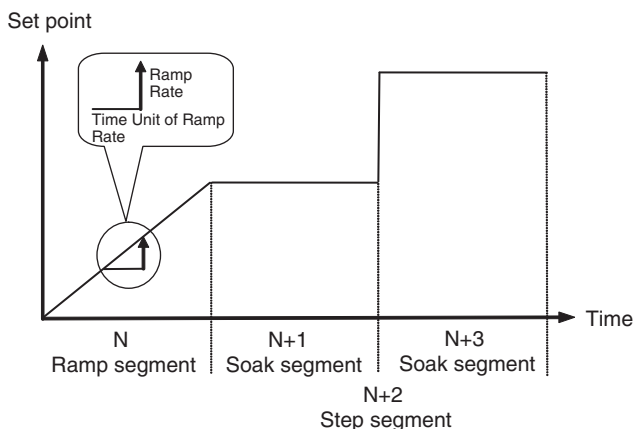 Set point
Ramp
Rate
Time Unit of Ramp
Rate
Time
N
Ramp segment
N+1
Soak segment
N+3
Soak segment
N+2
Step segment